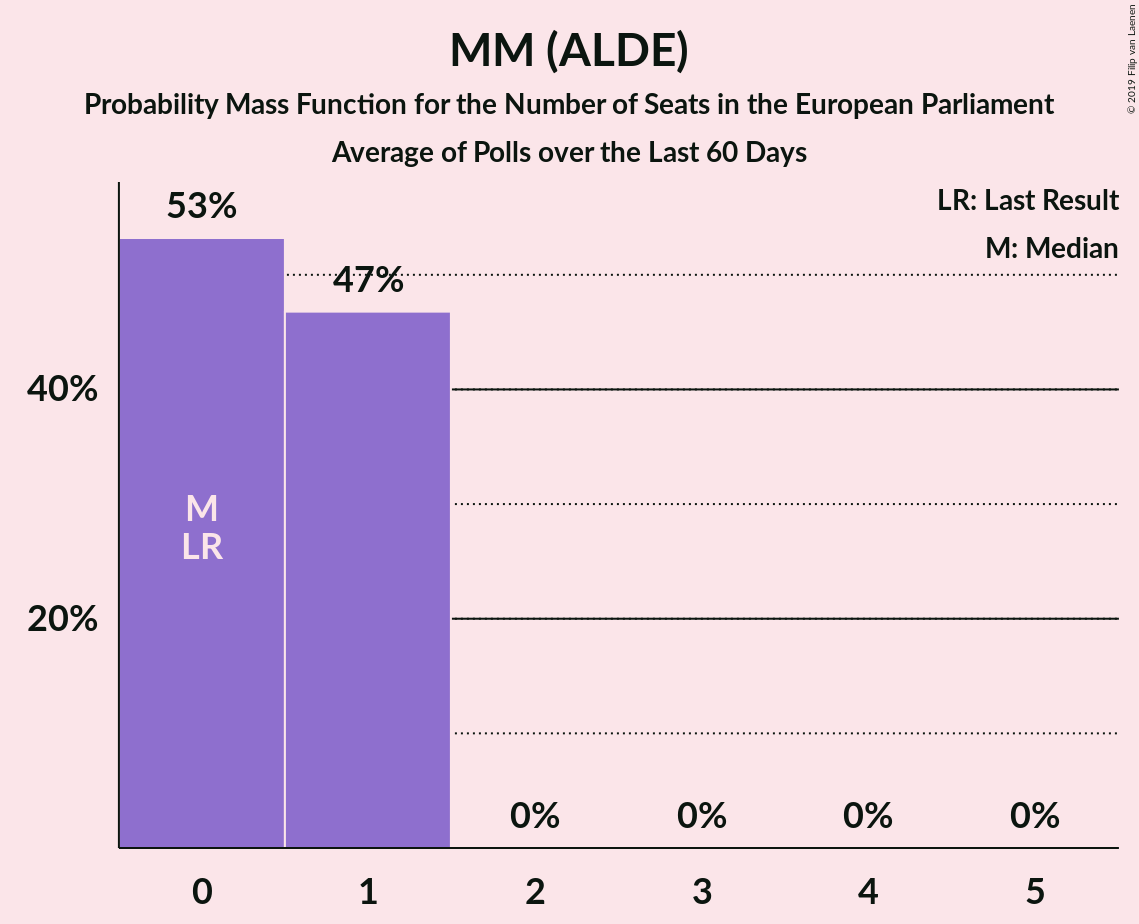 MM (ALDE)
Probability Mass Function for the Number of Seats in the European Parliament
Average of Polls over the Last 60 Days
© 2019 Filip van Laenen
LR: Last Result
M: Median
53%
47%
40%
20%
M
LR
0%
0%
0%
0%
0
1
2
3
4
5